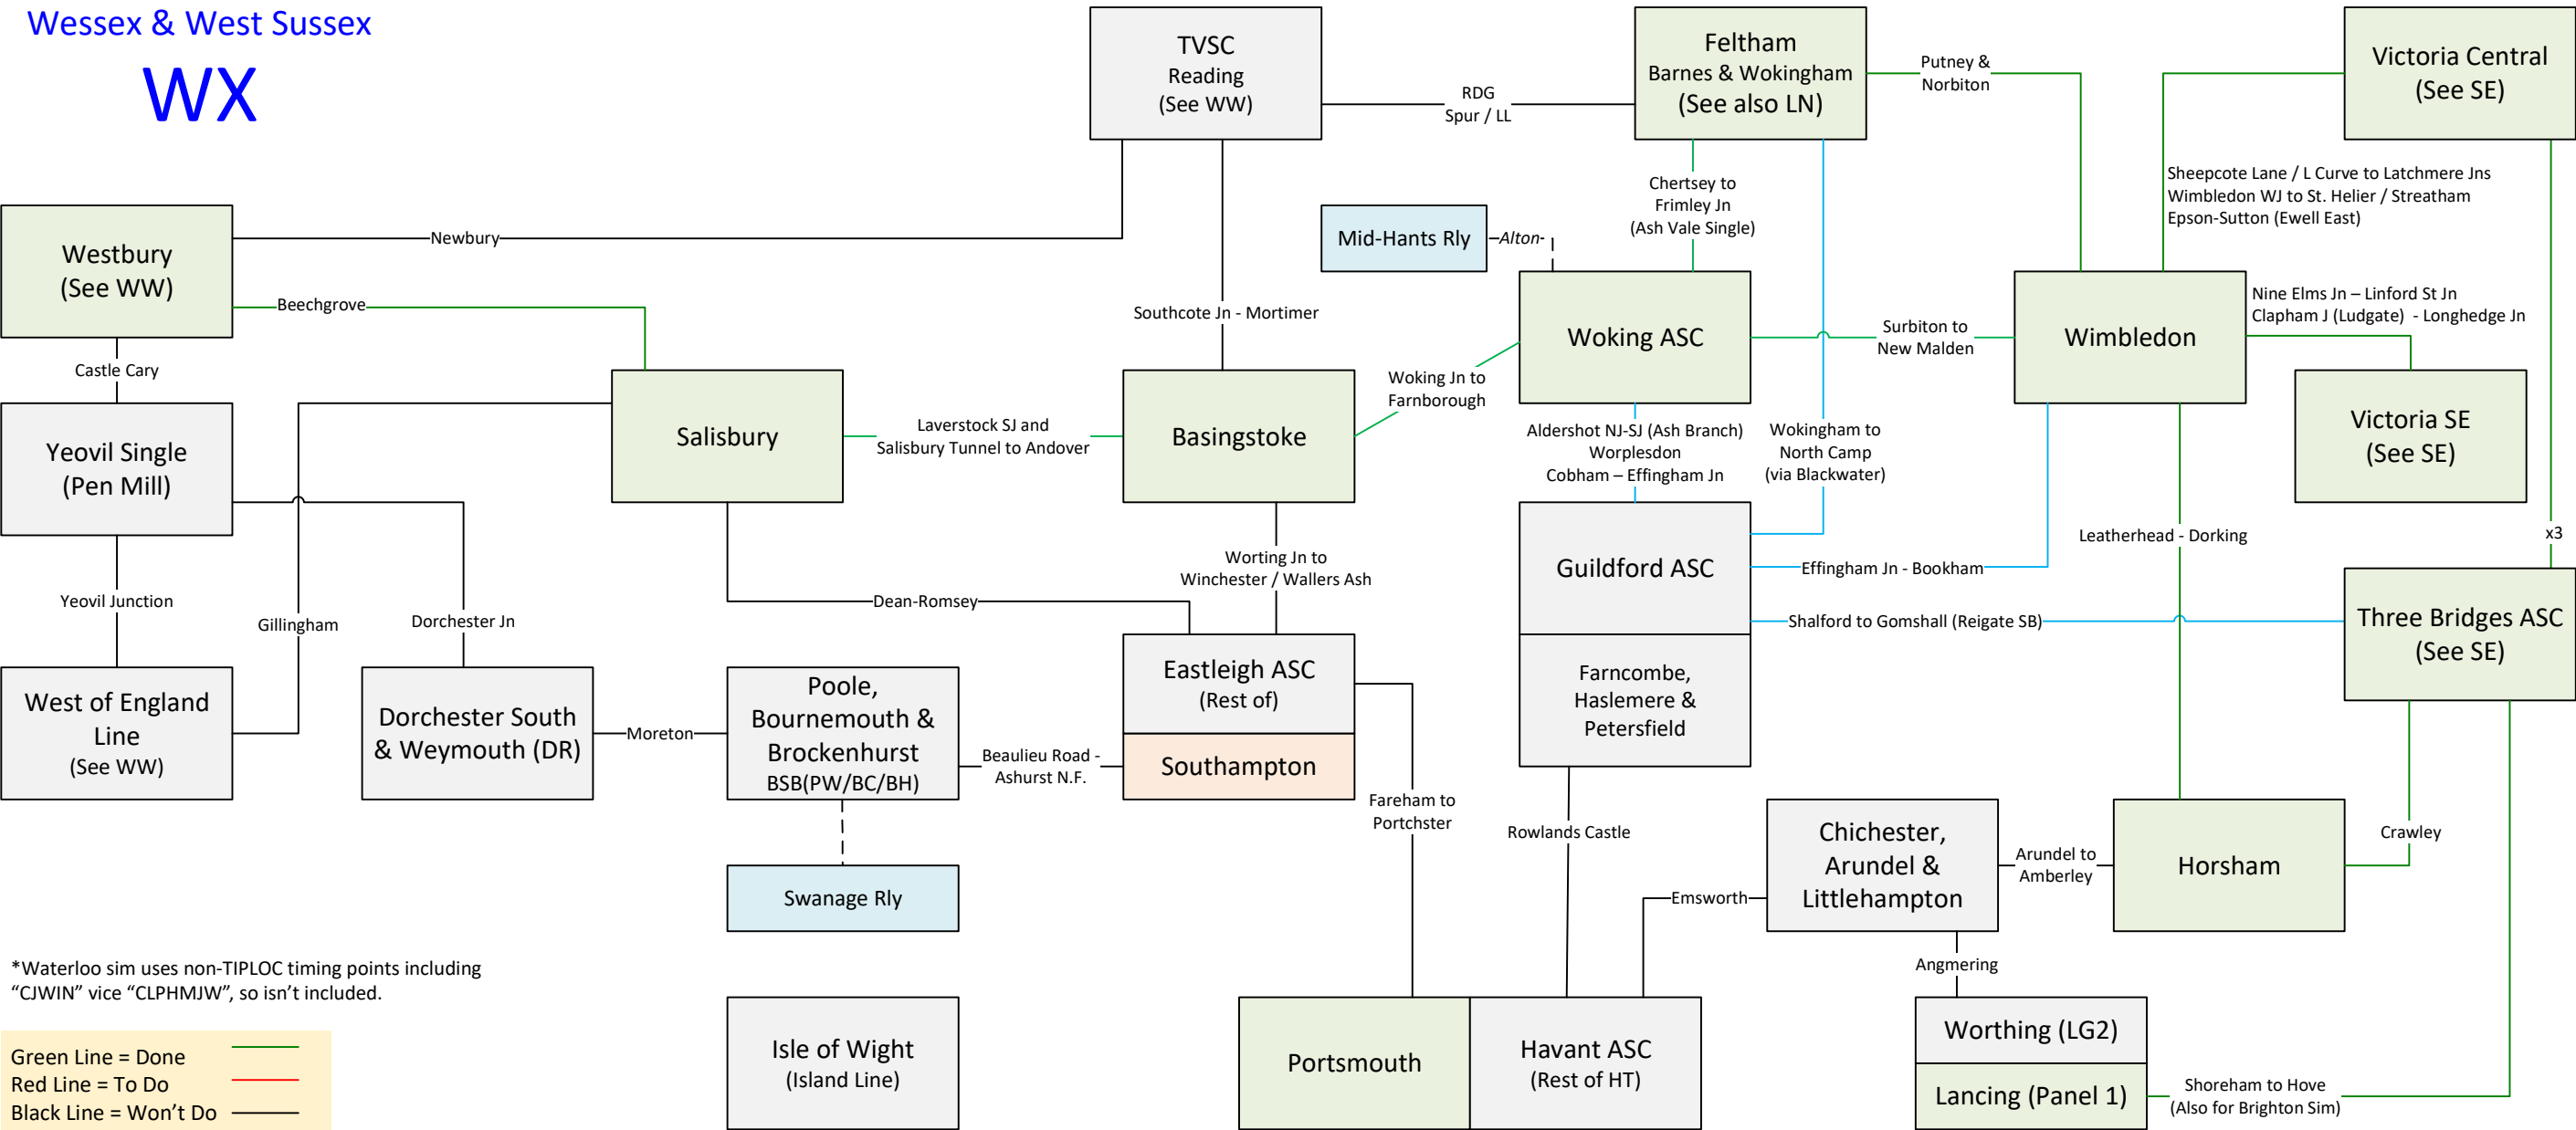 Wessex & West Sussex
WX
TVSC
Reading
(See WW)
RDG
Spur / LL
Feltham
Barnes & Wokingham
(See also LN)
Putney &
Norbiton
Victoria Central
(See SE)
Sheepcote Lane / L Curve to Latchmere Jns
Wimbledon WJ to St. Helier / Streatham
Epson-Sutton (Ewell East)
Chertsey to
Frimley Jn
(Ash Vale Single)
Westbury
(See WW)
Newbury
Mid-Hants Rly
Alton
Beechgrove
Southcote Jn - Mortimer
Woking ASC
Surbiton to
New Malden
Wimbledon
Nine Elms Jn – Linford St Jn
Clapham J (Ludgate)  - Longhedge Jn
Castle Cary
Woking Jn to
Farnborough
Yeovil Single
(Pen Mill)
Salisbury
Laverstock SJ and
Salisbury Tunnel to Andover
Basingstoke
Aldershot NJ-SJ (Ash Branch)
Worplesdon
Cobham – Effingham Jn
Wokingham to
North Camp
(via Blackwater)
Victoria SE
(See SE)
Leatherhead - Dorking
x3
Worting Jn to
Winchester / Wallers Ash
Guildford ASC
Effingham Jn - Bookham
Yeovil Junction
Gillingham
Dorchester Jn
Dean-Romsey
Shalford to Gomshall (Reigate SB)
Three Bridges ASC
(See SE)
West of England
Line
(See WW)
Dorchester South
& Weymouth (DR)
Moreton
Poole,
Bournemouth &
Brockenhurst
BSB(PW/BC/BH)
Beaulieu Road -
Ashurst N.F.
Eastleigh ASC
(Rest of)
Southampton
Farncombe,
Haslemere &
Petersfield
Fareham to
Portchster
Rowlands Castle
Chichester,
Arundel &
Littlehampton
Arundel to
Amberley
Horsham
Crawley
Swanage Rly
Emsworth
Angmering
*Waterloo sim uses non-TIPLOC timing points including
“CJWIN” vice “CLPHMJW”, so isn’t included.
Isle of Wight
(Island Line)
Portsmouth
Havant ASC
(Rest of HT)
Worthing (LG2)
Lancing (Panel 1)
Shoreham to Hove
(Also for Brighton Sim)
Green Line = Done
Red Line = To Do
Black Line = Won’t Do